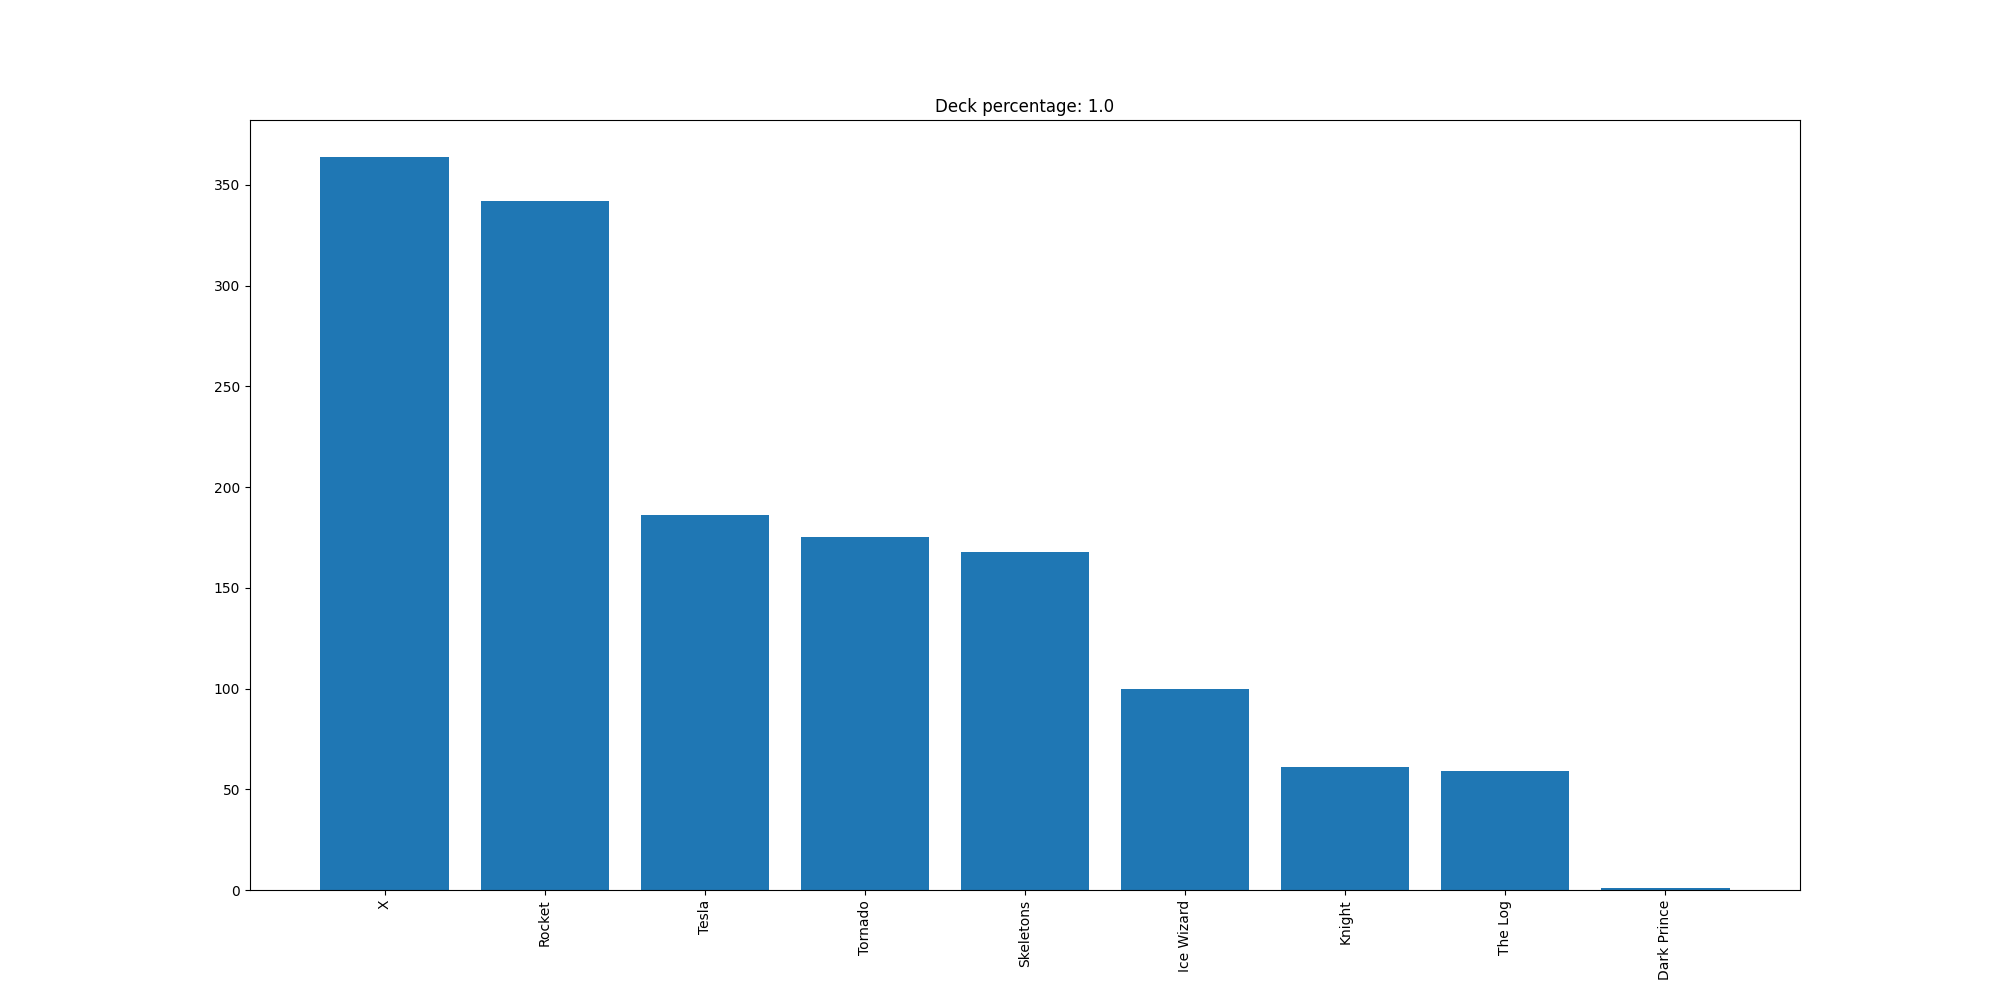 Deck percentage: 1.0
350
300
250
200
150
100
50
0
X
Rocket
Tesla
Tornado
Skeletons
Ice Wizard
Knight
The Log
Dark Prince